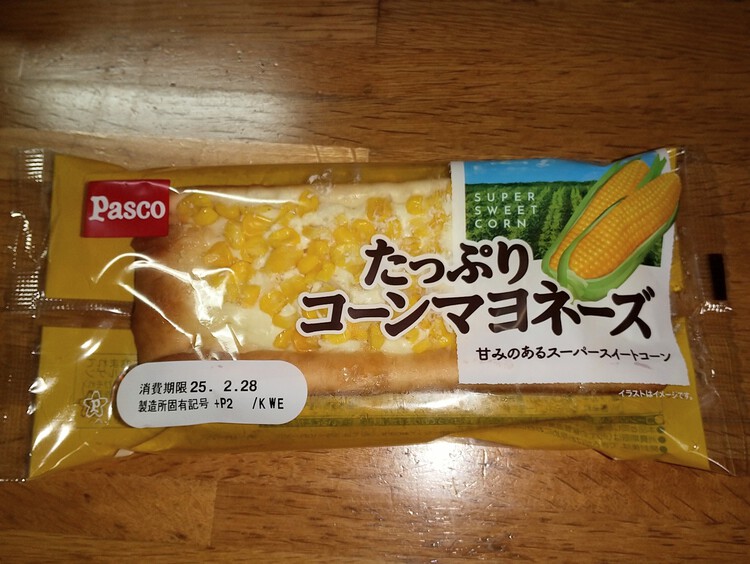 Pasco
SUPER
SWEET
CORN
たっぷり
コーンマヨネーズ
甘みのあるスーパースイートコーン
イラストはイメージです。
消費期限 25. 2.28
製造所固有記号 +P2 /KWE